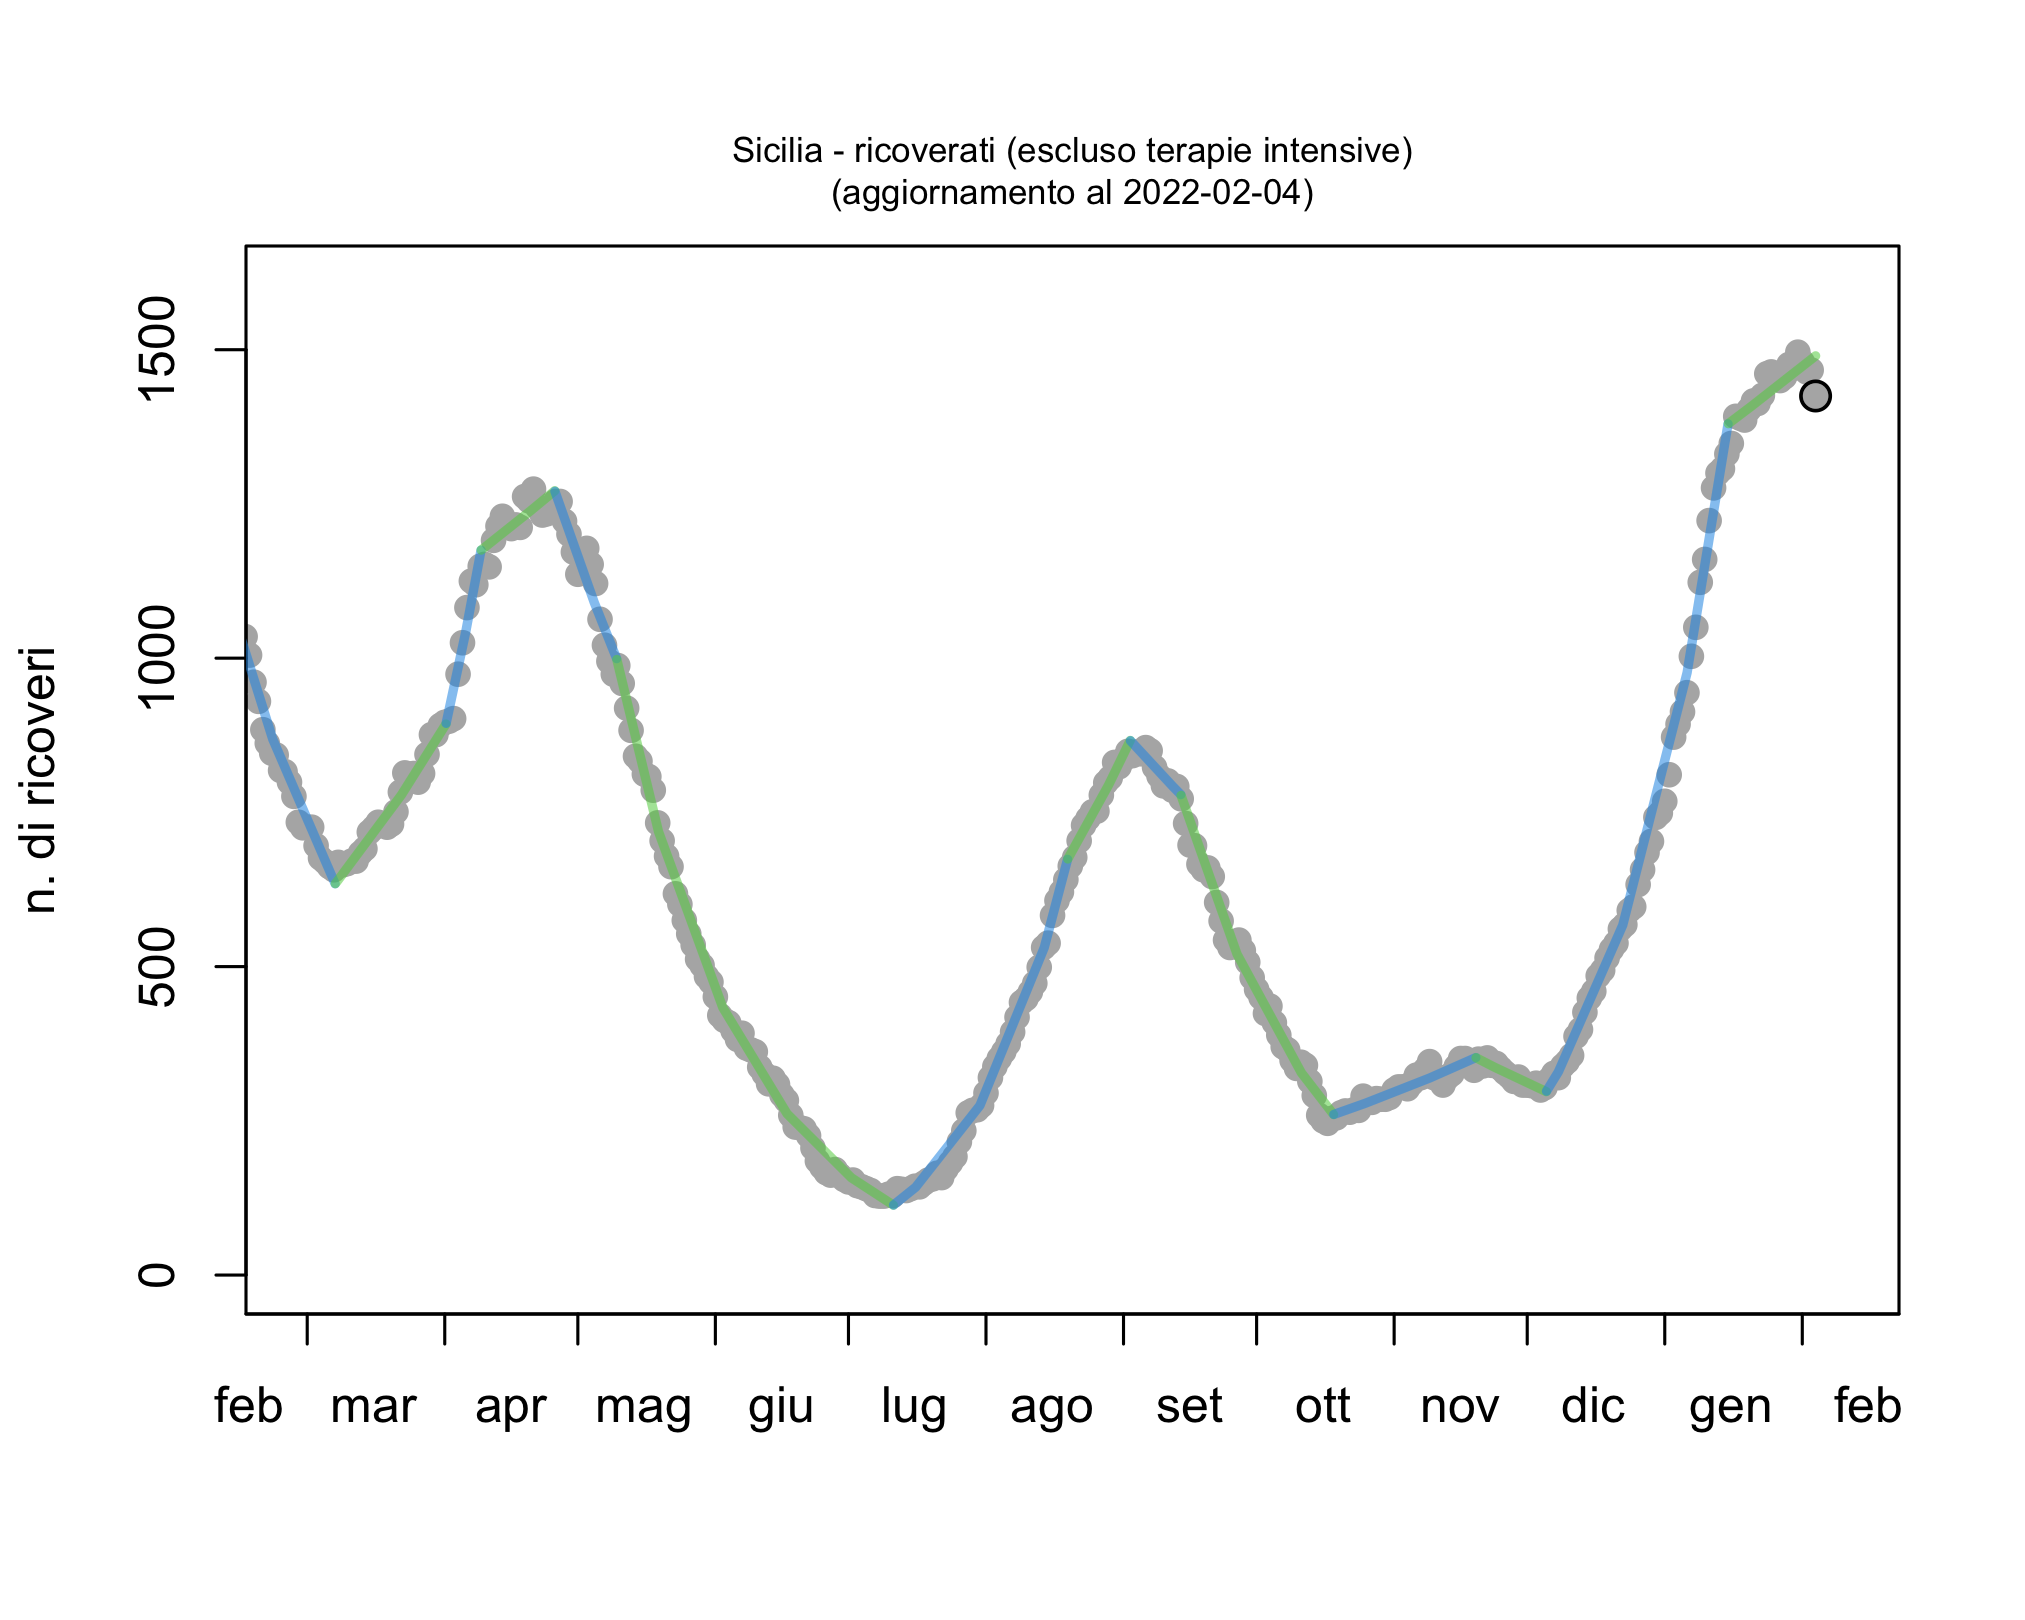 Sicilia - ricoverati (escluso terapie intensive)
(aggiornamento al 2022-02-04)
n. di ricoveri
1500
1000
500
0
feb mar apr mag giu lug ago set ott nov dic gen feb